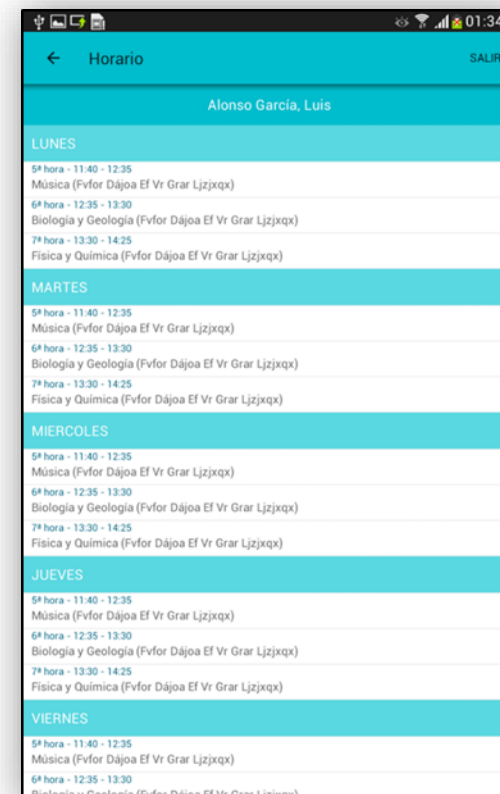 01:34
Horario
SALIR
Alonso García, Luis
LUNES
5ª hora - 11:40 - 12:35
Música (Fvfor Dájoa Ef Vr Grar Ljzjxqx)
6ª hora - 12:35 - 13:30
Biología y Geología (Fvfor Dájoa Ef Vr Grar Ljzjxqx)
7ª hora - 13:30 - 14:25
Física y Química (Fvfor Dájoa Ef Vr Grar Ljzjxqx)
MARTES
5ª hora - 11:40 - 12:35
Música (Fvfor Dájoa Ef Vr Grar Ljzjxqx)
6ª hora - 12:35 - 13:30
Biología y Geología (Fvfor Dájoa Ef Vr Grar Ljzjxqx)
7ª hora - 13:30 - 14:25
Física y Química (Fvfor Dájoa Ef Vr Grar Ljzjxqx)
MIERCOLES
5ª hora - 11:40 - 12:35
Música (Fvfor Dájoa Ef Vr Grar Ljzjxqx)
6ª hora - 12:35 - 13:30
Biología y Geología (Fvfor Dájoa Ef Vr Grar Ljzjxqx)
7ª hora - 13:30 - 14:25
Física y Química (Fvfor Dájoa Ef Vr Grar Ljzjxqx)
JUEVES
5ª hora - 11:40 - 12:35
Música (Fvfor Dájoa Ef Vr Grar Ljzjxqx)
6ª hora - 12:35 - 13:30
Biología y Geología (Fvfor Dájoa Ef Vr Grar Ljzjxqx)
7ª hora - 13:30 - 14:25
Física y Química (Fvfor Dájoa Ef Vr Grar Ljzjxqx)
VIERNES
5ª hora - 11:40 - 12:35
Música (Fvfor Dájoa Ef Vr Grar Ljzjxqx)
6ª hora - 12:35 - 13:30
Biología y Geología (Fvfor Dájoa Ef Vr Grar Ljzjxqx)